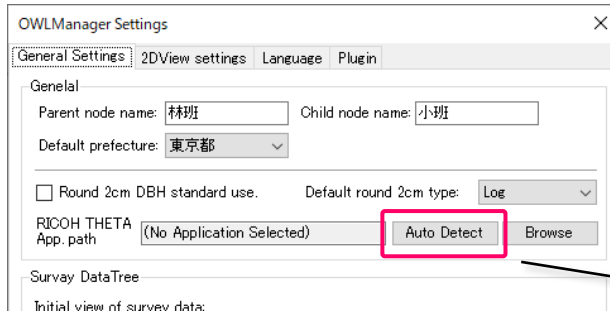 OWLManager Settings
General Settings 2DView settings Language Plugin
Genelal
Parent node name: 林班 Child node name: 小班
Default prefecture: 東京都
Round 2cm DBH standard use. Default round 2cm type: Log
RICOH THETA App. path (No Application Selected) Auto Detect Browse
Survay DataTree
Initial view of survey data: